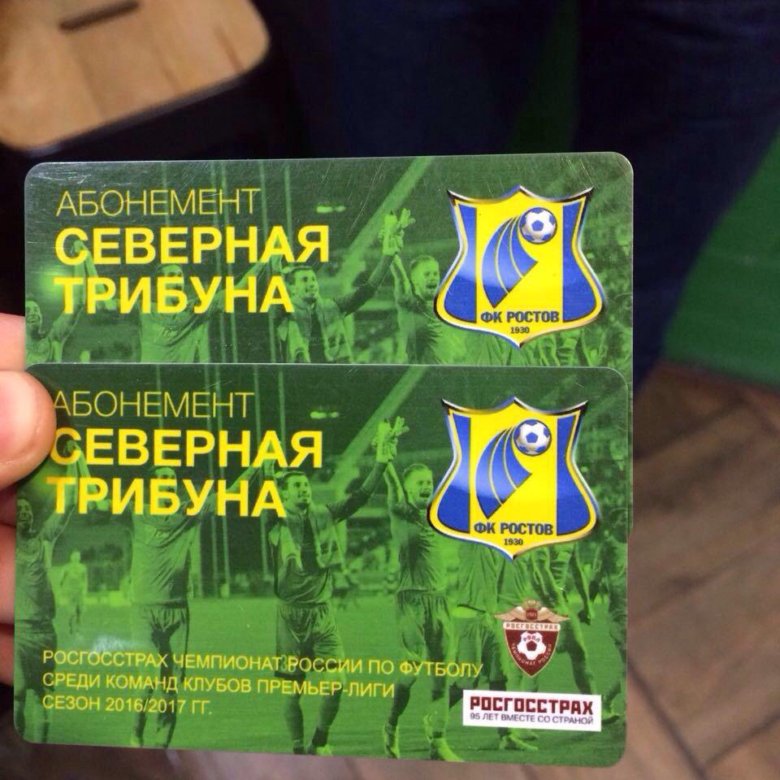 АБОНЕМЕНТ
СЕВЕРНАЯ
ТРИБУНА
ФК РОСТОВ
1930
АБОНЕМЕНТ
СЕВЕРНАЯ
ТРИБУНА
ФК РОСТОВ
1930
РОСГОССТРАХ
РОСГОССТРАХ ЧЕМПИОНАТ РОССИИ ПО ФУТБОЛУ
СРЕДИ КОМАНД КЛУБОВ ПРЕМЬЕР-ЛИГИ
СЕЗОН 2016/2017 ГГ.
РОСГОССТРАХ
95 ЛЕТ ВМЕСТЕ СО СТРАНОЙ